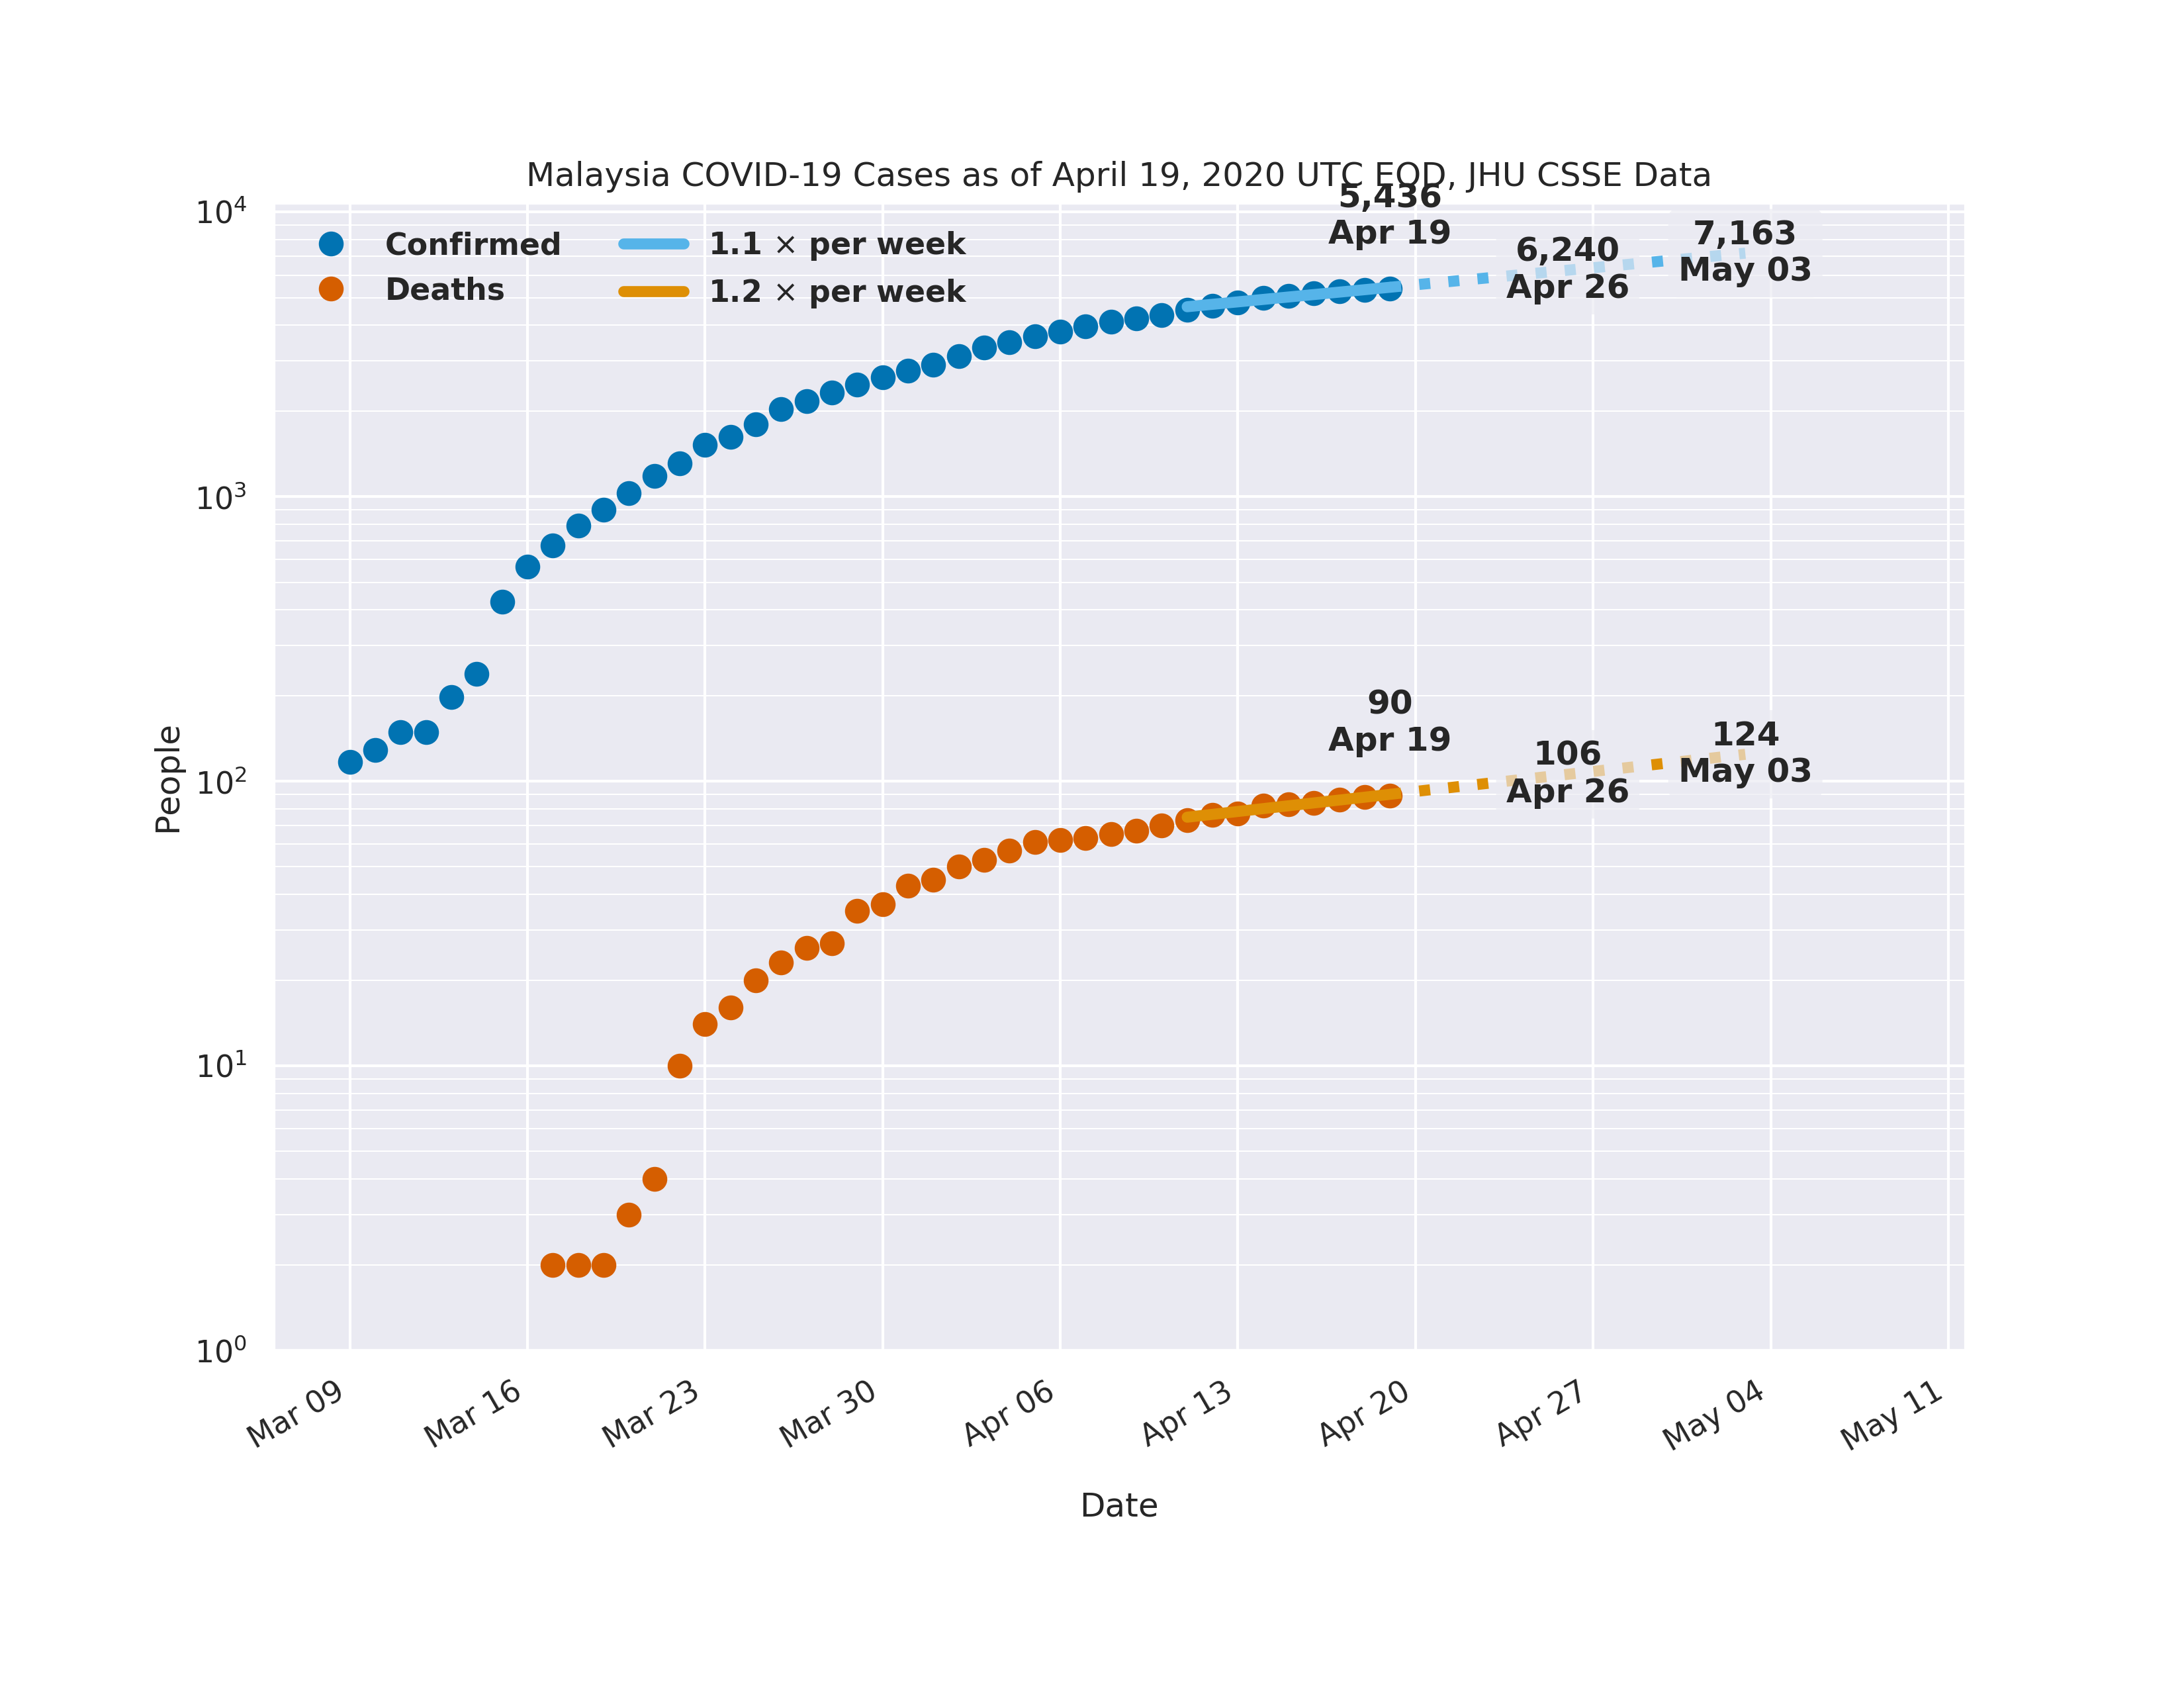 Malaysia COVID-19 Cases as of April 19, 2020 UTC EOD, JHU CSSE Data
Confirmed
Deaths
1.1 × per week
1.2 × per week
5,436
Apr 19
6,240
Apr 26
7,163
May 03
90
Apr 19
106
Apr 26
124
May 03
People
10⁴
10³
10²
10¹
10⁰
Mar 09
Mar 16
Mar 23
Mar 30
Apr 06
Apr 13
Apr 20
Apr 27
May 04
May 11
Date